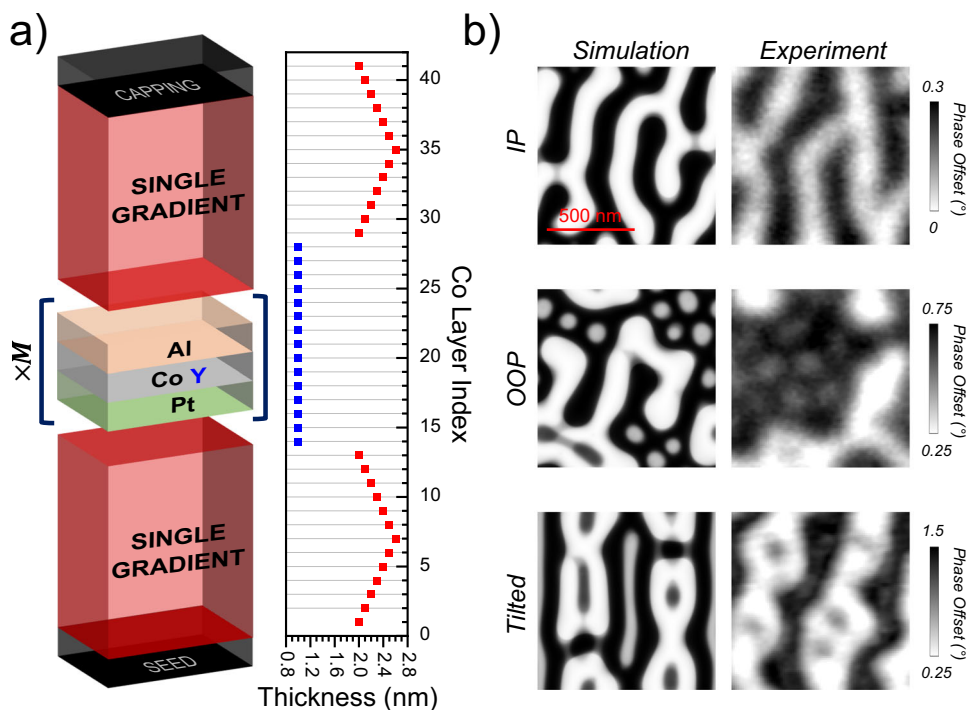 a)
CAPPING
SINGLE
GRADIENT
×M
Al
Co Y
Pt
SINGLE
GRADIENT
SEED
40
35
30
25
20
15
10
5
0
Co Layer Index
0.8
1.2
1.6
2.0
2.4
2.8
Thickness (nm)
b)
Simulation
Experiment
IP
500 nm
0.3
0
Phase Offset (°)
OOP
0.75
0.25
Phase Offset (°)
Tilted
1.5
0.25
Phase Offset (°)